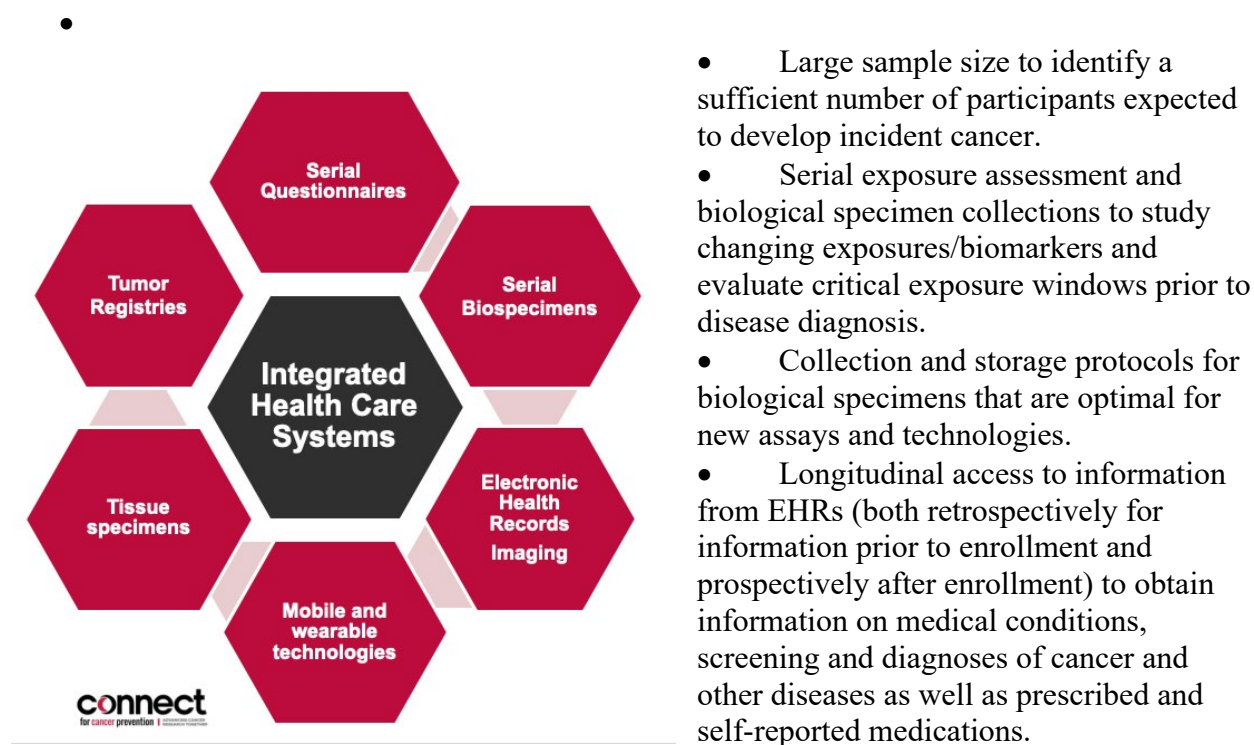 •
Serial
Questionnaires
Tumor
Registries
Serial
Biospecimens
Integrated
Health Care
Systems
Tissue
specimens
Electronic
Health
Records
Imaging
Mobile and
wearable
technologies
connect
for cancer prevention | ADVANCING CANCER
RESEARCH TOGETHER
• Large sample size to identify a
sufficient number of participants expected
to develop incident cancer.
• Serial exposure assessment and
biological specimen collections to study
changing exposures/biomarkers and
evaluate critical exposure windows prior to
disease diagnosis.
• Collection and storage protocols for
biological specimens that are optimal for
new assays and technologies.
• Longitudinal access to information
from EHRs (both retrospectively for
information prior to enrollment and
prospectively after enrollment) to obtain
information on medical conditions,
screening and diagnoses of cancer and
other diseases as well as prescribed and
self-reported medications.